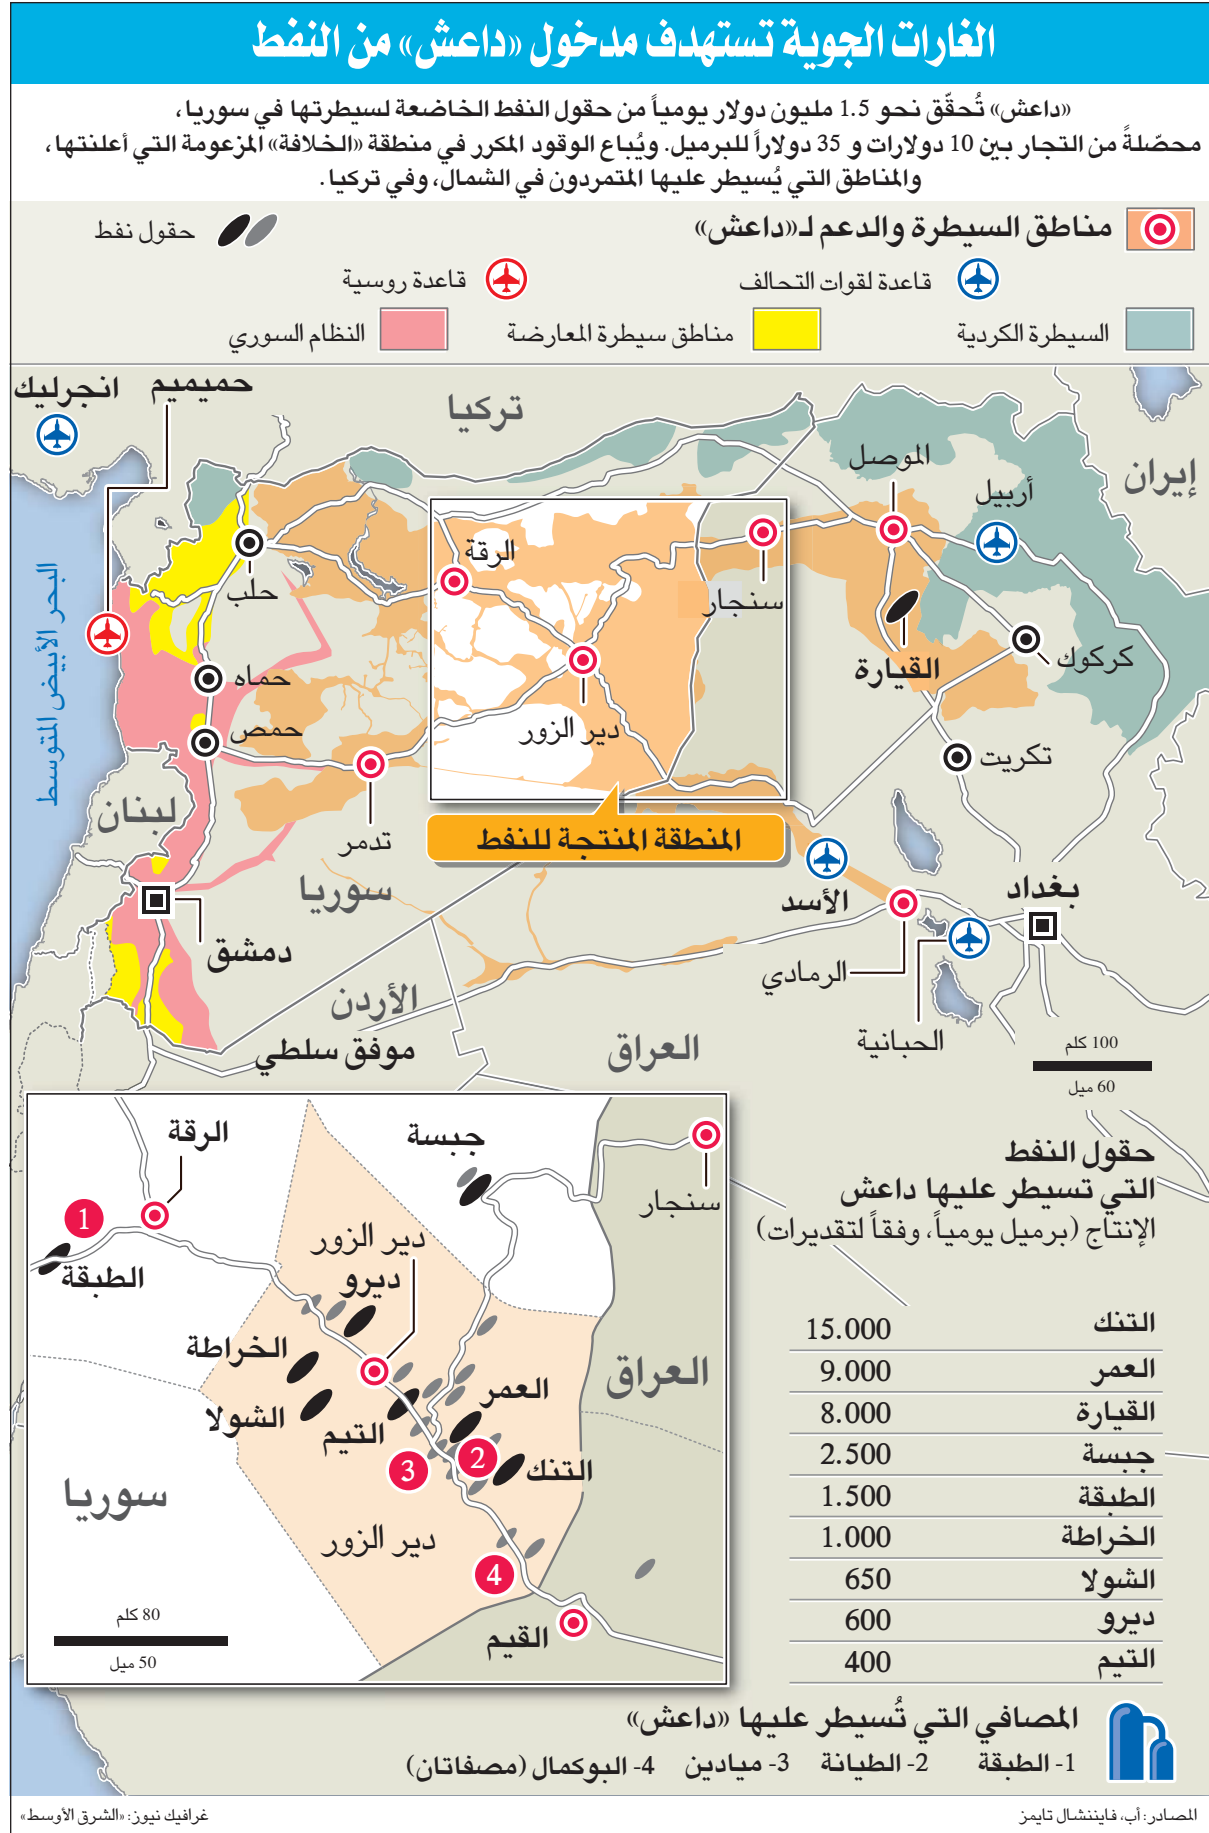 الغارات الجوية تستهدف مدخول «داعش» من النفط
«داعش» تُحقّق نحو 1.5 مليون دولار يومياً من حقول النفط الخاضعة لسيطرتها في سوريا،
محصّلةً من التجار بين 10 دولارات و 35 دولاراً للبرميل. ويُباع الوقود المكرر في منطقة «الخلافة» المزعومة التي أعلنتها،
والمناطق التي يُسيطر عليها المتمردون في الشمال، وفي تركيا.
مناطق السيطرة والدعم لـ«داعش»
حقول نفط
قاعدة لقوات التحالف
قاعدة روسية
السيطرة الكردية
مناطق سيطرة المعارضة
النظام السوري
انجرليك
حميميم
تركيا
إيران
الموصل
أربيل
الرقة
سنجار
حلب
البحر الأبيض المتوسط
القيارة
كركوك
حماه
حمص
دير الزور
تكريت
تدمر
لبنان
المنطقة المنتجة للنفط
سوريا
الأسد
بغداد
دمشق
الرمادي
الأردن
الحبانية
موفق سلطي
العراق
100 كلم
60 ميل
الرقة
جبسة
سنجار
1
الطبقة
دير الزور
ديرو
الخراطة
العراق
الشولا
العمر
التيم
3
2
التنك
سوريا
دير الزور
4
القيم
80 كلم
50 ميل
حقول النفط
التي تسيطر عليها داعش
الإنتاج (برميل يومياً، وفقاً لتقديرات)
التنك 15.000
العمر 9.000
القيارة 8.000
جبسة 2.500
الطبقة 1.500
الخراطة 1.000
الشولا 650
ديرو 600
التيم 400
المصافي التي تُسيطر عليها «داعش»
1- الطبقة 2- الطيانة 3- ميادين 4- البوكمال (مصفاتان)
المصادر: أب، فايننشال تايمز
غرافيك نيوز: «الشرق الأوسط»